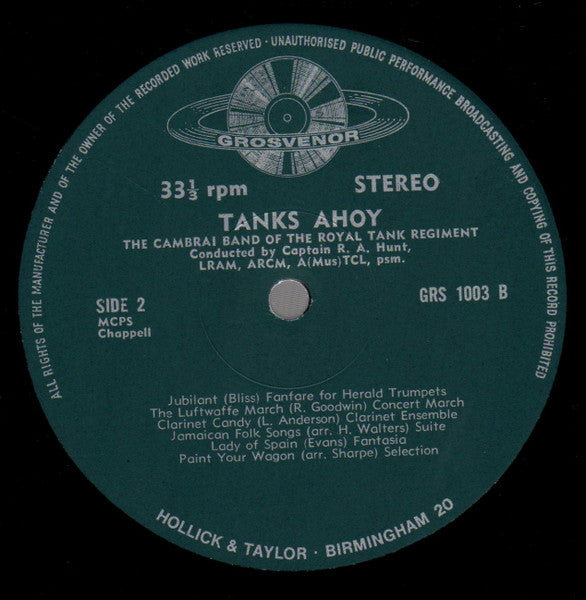 ALL RIGHTS OF THE MANUFACTURER AND OF THE OWNER OF THE RECORDED WORK RESERVED · UNAUTHORISED PUBLIC PERFORMANCE BROADCASTING AND COPYING OF THIS RECORD PROHIBITED
GROSVENOR
33⅓ rpm
STEREO
TANKS AHOY
THE CAMBRAI BAND OF THE ROYAL TANK REGIMENT
Conducted by Captain R. A. Hunt,
LRAM, ARCM, A(Mus)TCL, psm.
SIDE 2
MCPS
Chappell
GRS 1003 B
Jubilant (Bliss) Fanfare for Herald Trumpets
The Luftwaffe March (R. Goodwin) Concert March
Clarinet Candy (L. Anderson) Clarinet Ensemble
Jamaican Folk Songs (arr. H. Walters) Suite
Lady of Spain (Evans) Fantasia
Paint Your Wagon (arr. Sharpe) Selection
HOLLICK & TAYLOR · BIRMINGHAM 20